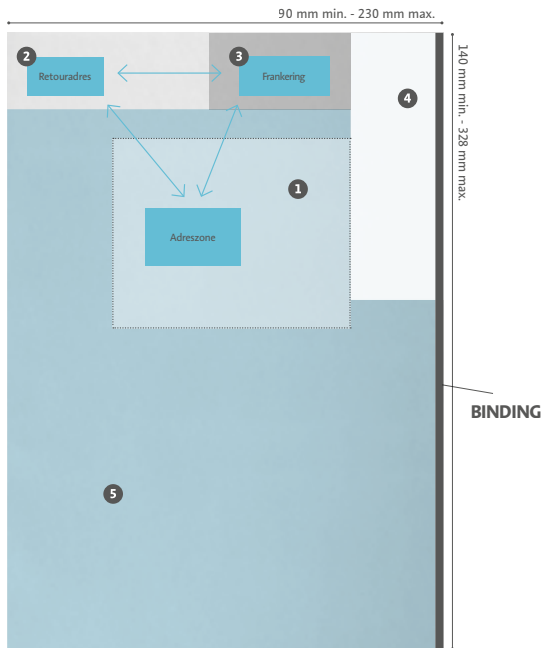 90 mm min. - 230 mm max.
2
3
Retouradres
Frankering
4
140 mm min. - 328 mm max.
1
Adreszone
BINDING
5